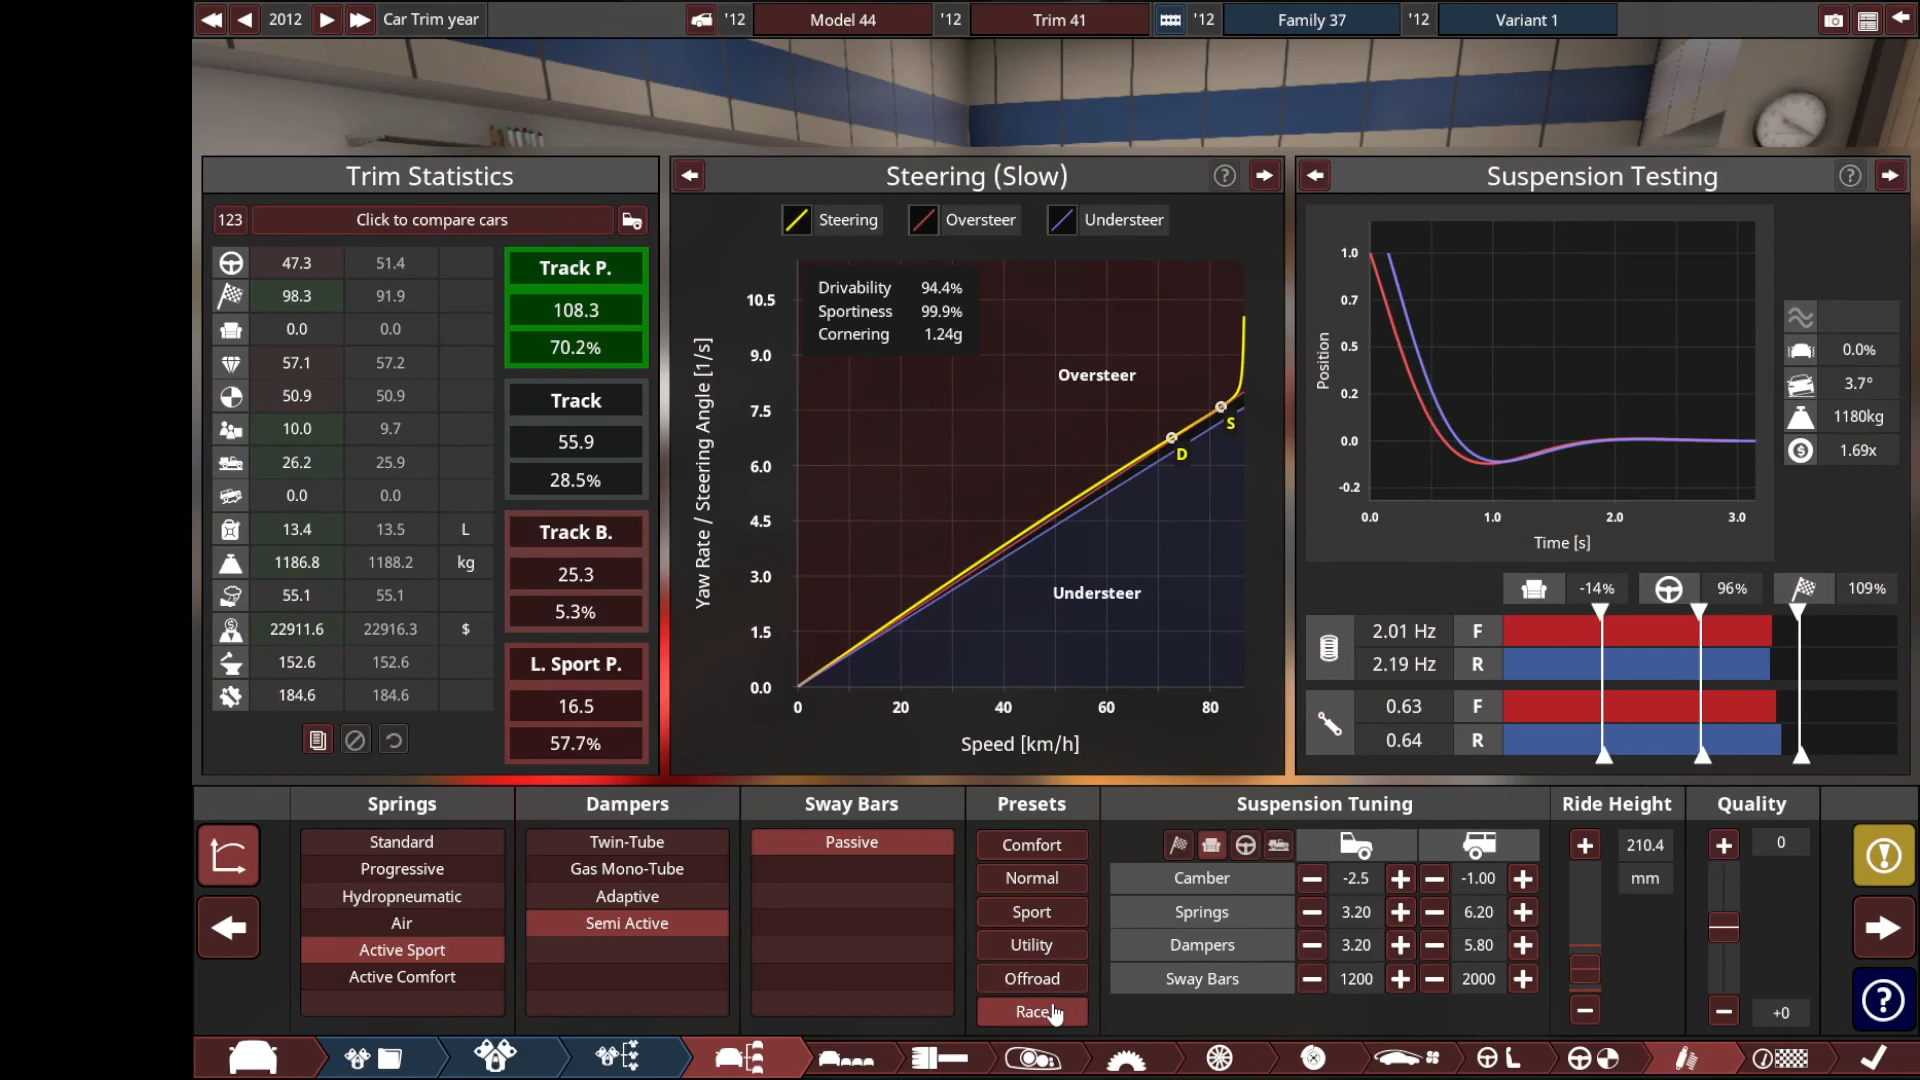 2012 Car Trim year '12 Model 44 '12 Trim 41 '12 Family 37 '12 Variant 1
Trim Statistics
123 Click to compare cars
47.3 51.4
98.3 91.9
0.0 0.0
57.1 57.2
50.9 50.9
10.0 9.7
26.2 25.9
0.0 0.0
13.4 13.5 L
1186.8 1188.2 kg
55.1 55.1
22911.6 22916.3 $
152.6 152.6
184.6 184.6
Track P.
108.3
70.2%
Track
55.9
28.5%
Track B.
25.3
5.3%
L. Sport P.
16.5
57.7%
Steering (Slow)
Steering Oversteer Understeer
Drivability 94.4%
Sportiness 99.9%
Cornering 1.24g
Yaw Rate / Steering Angle [1/s]
10.5
9.0
7.5
6.0
4.5
3.0
1.5
0.0
Oversteer
Understeer
S
D
0 20 40 60 80
Speed [km/h]
Suspension Testing
Position
1.0
0.7
0.5
0.2
0.0
-0.2
0.0 1.0 2.0 3.0
Time [s]
0.0%
3.7°
1180kg
1.69x
-14% 96% 109%
2.01 Hz F
2.19 Hz R
0.63 F
0.64 R
Springs
Standard
Progressive
Hydropneumatic
Air
Active Sport
Active Comfort
Dampers
Twin-Tube
Gas Mono-Tube
Adaptive
Semi Active
Sway Bars
Passive
Presets
Comfort
Normal
Sport
Utility
Offroad
Race
Suspension Tuning
Camber -2.5 -1.00
Springs 3.20 6.20
Dampers 3.20 5.80
Sway Bars 1200 2000
Ride Height
210.4
mm
Quality
0
+0